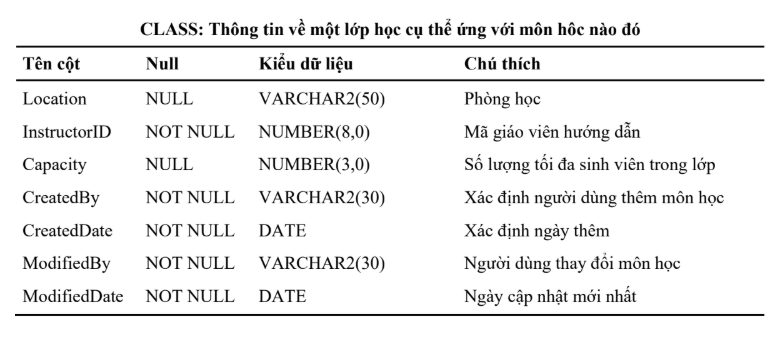 CLASS: Thông tin về một lớp học cụ thể ứng với môn hôc nào đó
Tên cột Null Kiểu dữ liệu Chú thích
Location NULL VARCHAR2(50) Phòng học
InstructorID NOT NULL NUMBER(8,0) Mã giáo viên hướng dẫn
Capacity NULL NUMBER(3,0) Số lượng tối đa sinh viên trong lớp
CreatedBy NOT NULL VARCHAR2(30) Xác định người dùng thêm môn học
CreatedDate NOT NULL DATE Xác định ngày thêm
ModifiedBy NOT NULL VARCHAR2(30) Người dùng thay đổi môn học
ModifiedDate NOT NULL DATE Ngày cập nhật mới nhất